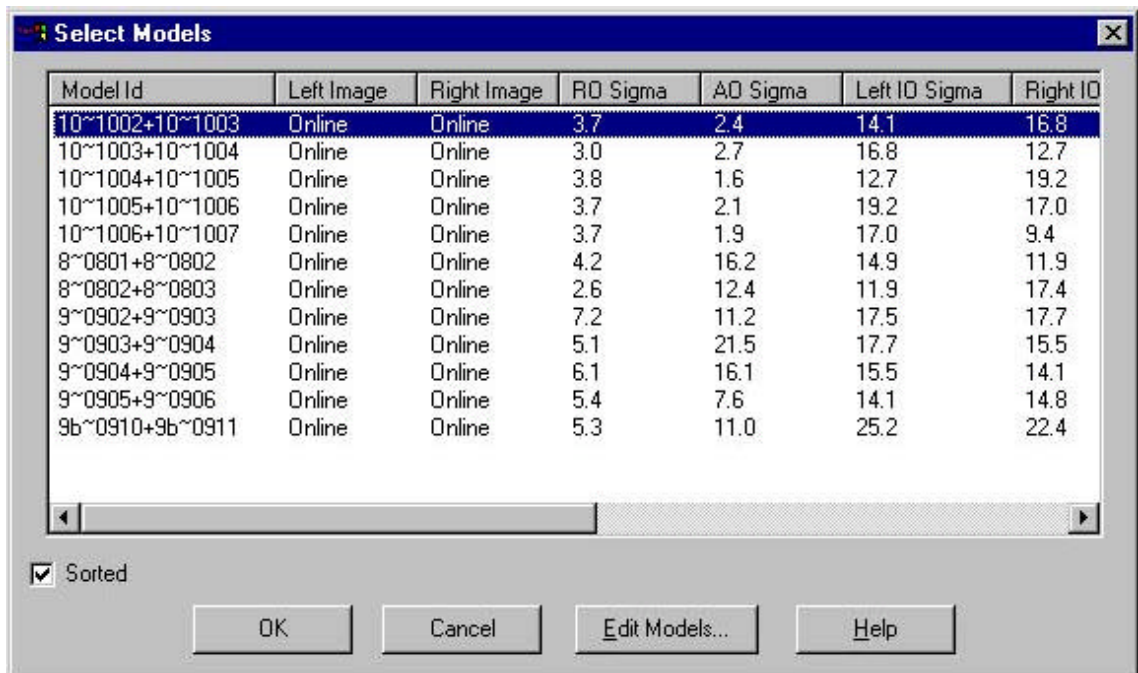 Select Models
Model Id Left Image Right Image RO Sigma AO Sigma Left IO Sigma Right IO
10~1002+10~1003 Online Online 3.7 2.4 14.1 16.8
10~1003+10~1004 Online Online 3.0 2.7 16.8 12.7
10~1004+10~1005 Online Online 3.8 1.6 12.7 19.2
10~1005+10~1006 Online Online 3.7 2.1 19.2 17.0
10~1006+10~1007 Online Online 3.7 1.9 17.0 9.4
8~0801+8~0802 Online Online 4.2 16.2 14.9 11.9
8~0802+8~0803 Online Online 2.6 12.4 11.9 17.4
9~0902+9~0903 Online Online 7.2 11.2 17.5 17.7
9~0903+9~0904 Online Online 5.1 21.5 17.7 15.5
9~0904+9~0905 Online Online 6.1 16.1 15.5 14.1
9~0905+9~0906 Online Online 5.4 7.6 14.1 14.8
9b~0910+9b~0911 Online Online 5.3 11.0 25.2 22.4
Sorted
OK Cancel Edit Models... Help